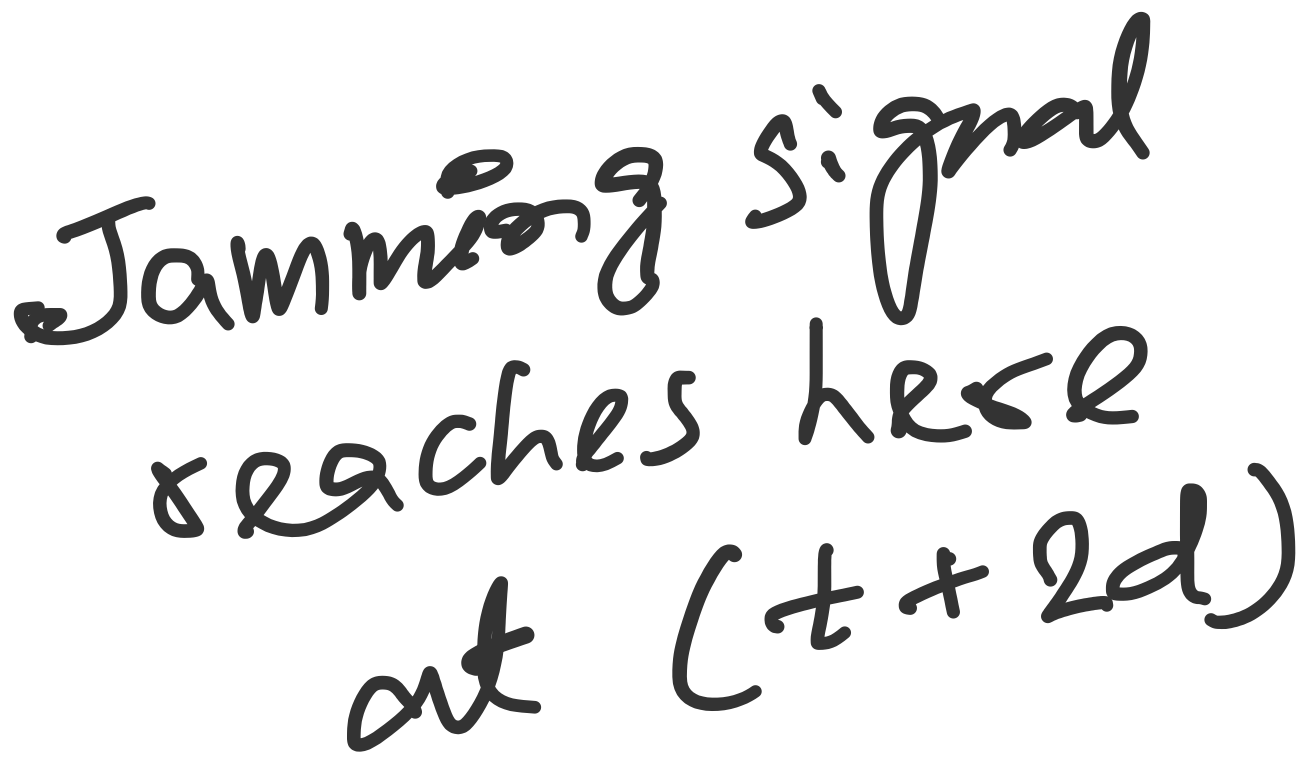 Jamming signal
reaches here
at (t + 2d)